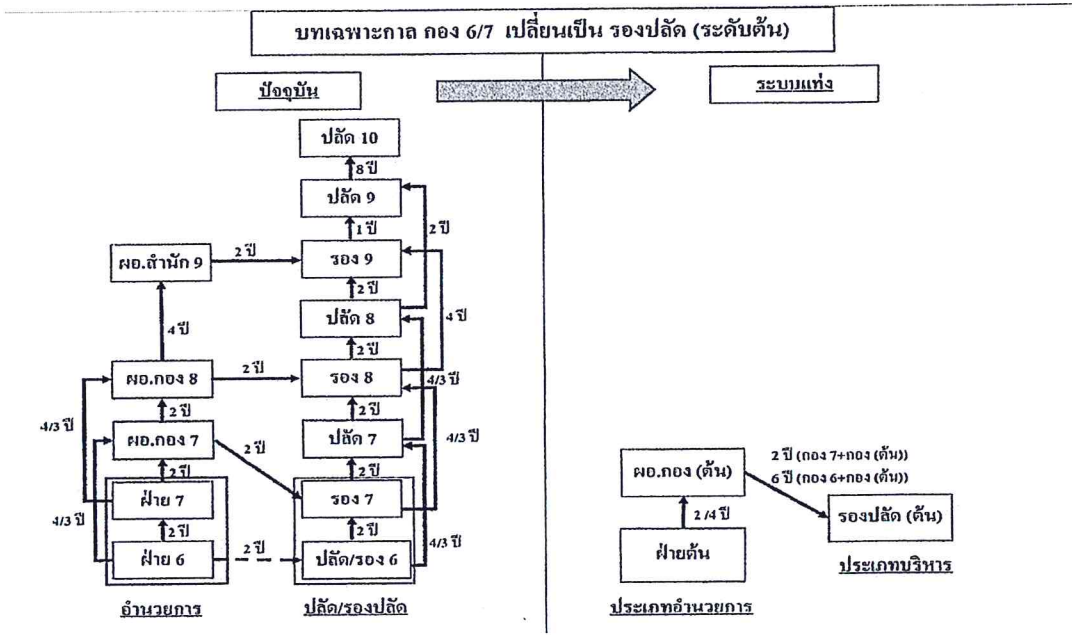 บทเฉพาะกาล กอง 6/7 เปลี่ยนเป็น รองปลัด (ระดับต้น)
ปัจจุบัน
ระบบแท่ง
ปลัด 10
8 ปี
ปลัด 9
1 ปี
2 ปี
ผอ.สำนัก 9
2 ปี
รอง 9
2 ปี
ปลัด 8
4 ปี
4 ปี
2 ปี
ผอ.กอง 8
2 ปี
รอง 8
4/3 ปี
4/3 ปี
2 ปี
2 ปี
ผอ.กอง 7
2 ปี
ปลัด 7
4/3 ปี
2 ปี
2 ปี
ฝ่าย 7
รอง 7
4/3 ปี
2 ปี
2 ปี
4/3 ปี
ฝ่าย 6
2 ปี
ปลัด/รอง 6
อำนวยการ
ปลัด/รองปลัด
ผอ.กอง (ต้น)
2 ปี (กอง 7+กอง (ต้น))
6 ปี (กอง 6+กอง (ต้น))
2 /4 ปี
รองปลัด (ต้น)
ฝ่ายต้น
ประเภทบริหาร
ประเภทอำนวยการ